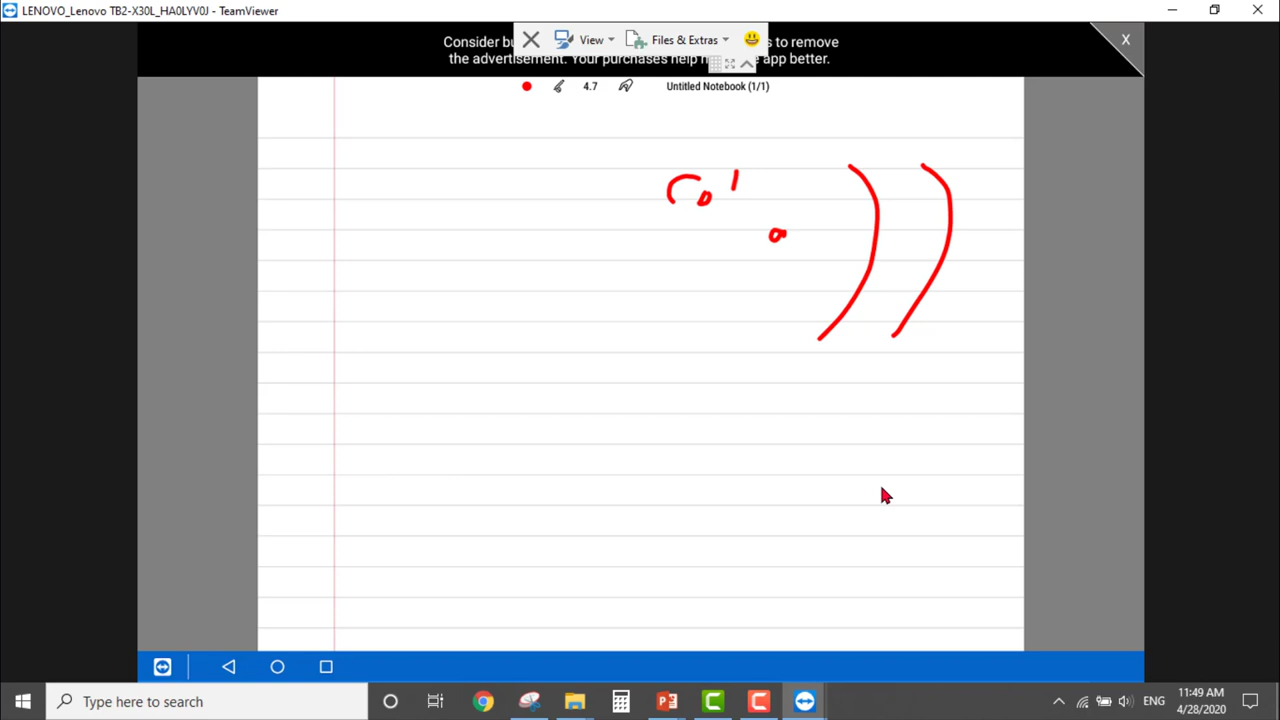 LENOVO_Lenovo TB2-X30L_HA0LYV0J - TeamViewer
View
Files & Extras
Consider to remove
the advertisement. Your purchases help app better.
X
4.7
Untitled Notebook (1/1)
Type here to search
ENG
11:49 AM
4/28/2020